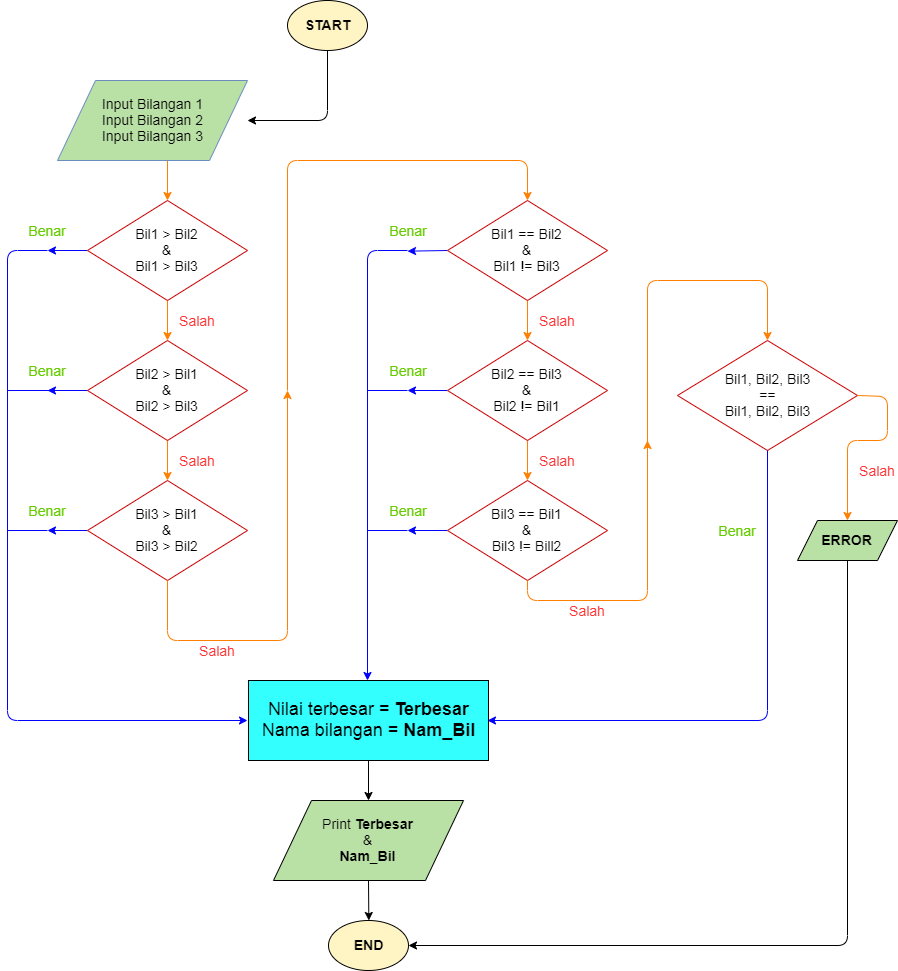 START
Input Bilangan 1
Input Bilangan 2
Input Bilangan 3
Benar
Bil1 > Bil2
&
Bil1 > Bil3
Salah
Benar
Bil2 > Bil1
&
Bil2 > Bil3
Salah
Benar
Bil3 > Bil1
&
Bil3 > Bil2
Salah
Benar
Bil1 == Bil2
&
Bil1 != Bil3
Salah
Benar
Bil2 == Bil3
&
Bil2 != Bil1
Salah
Benar
Bil3 == Bil1
&
Bil3 != Bill2
Salah
Bil1, Bil2, Bil3
==
Bil1, Bil2, Bil3
Salah
Benar
ERROR
Nilai terbesar = Terbesar
Nama bilangan = Nam_Bil
Print Terbesar
&
Nam_Bil
END